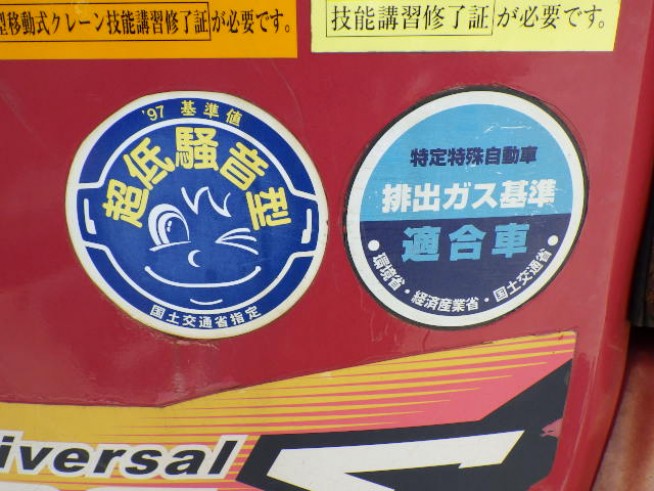 型移動式クレーン技能講習修了証が必要です。
技能講習修了証が必要です。
'97 基準値
超低騒音型
国土交通省指定
特定特殊自動車
排出ガス基準
適合車
環境省・経済産業省・国土交通省
iversal